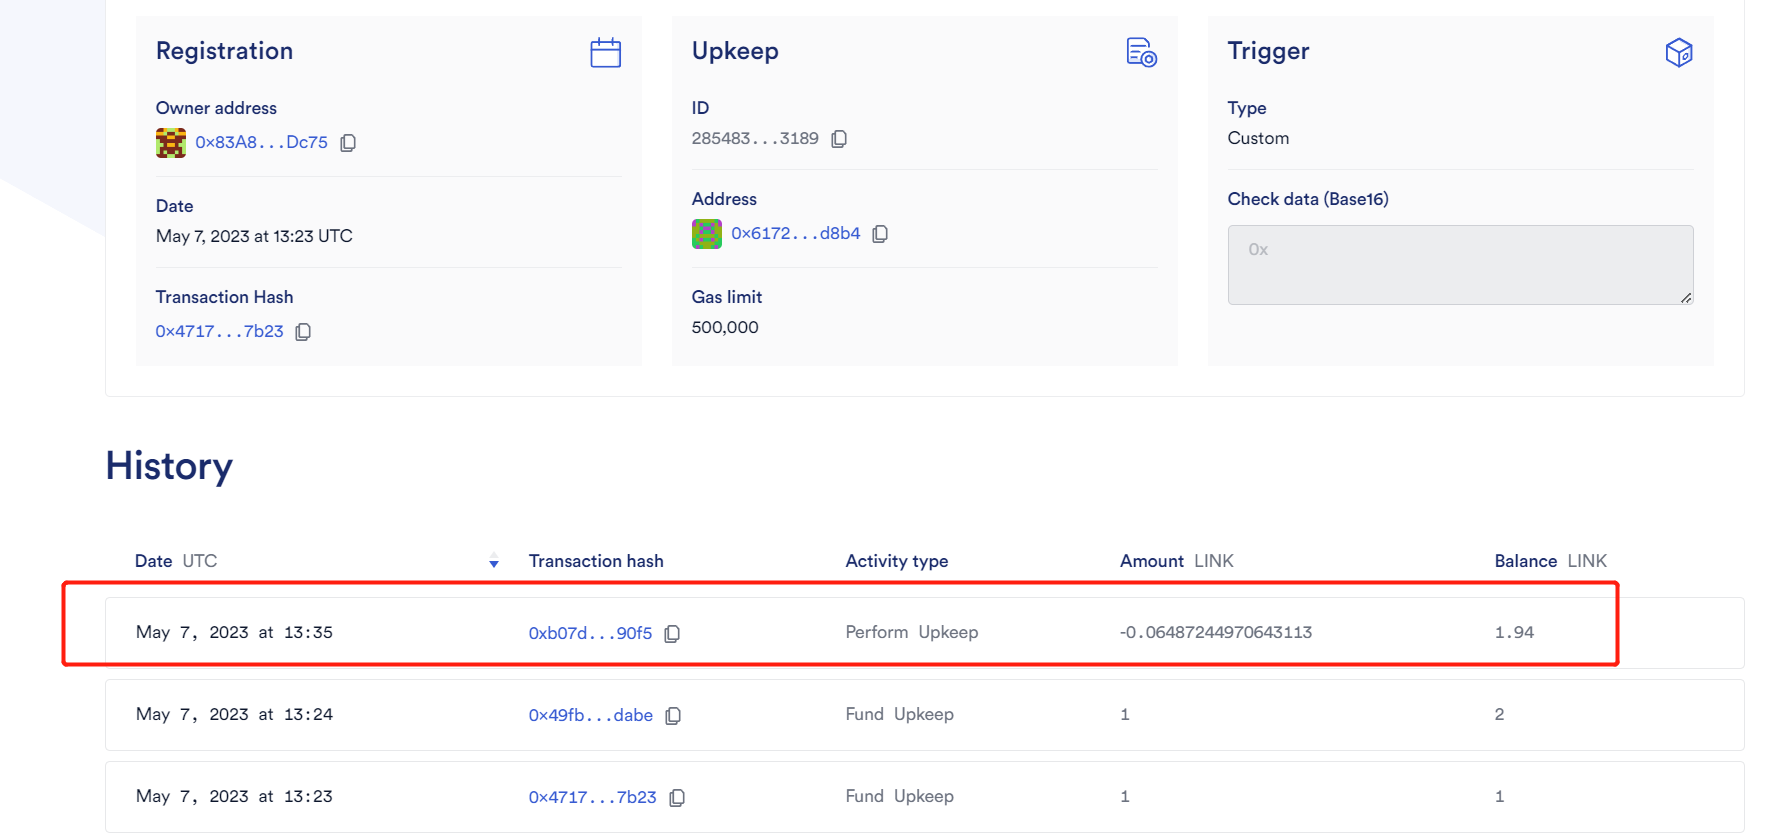 Registration
Owner address
0x83A8...Dc75
Date
May 7, 2023 at 13:23 UTC
Transaction Hash
0x4717...7b23
Upkeep
ID
285483...3189
Address
0x6172...d8b4
Gas limit
500,000
Trigger
Type
Custom
Check data (Base16)
0x
History
Date UTC Transaction hash Activity type Amount LINK Balance LINK
May 7, 2023 at 13:35 0xb07d...90f5 Perform Upkeep -0.06487244970643113 1.94
May 7, 2023 at 13:24 0x49fb...dabe Fund Upkeep 1 2
May 7, 2023 at 13:23 0x4717...7b23 Fund Upkeep 1 1